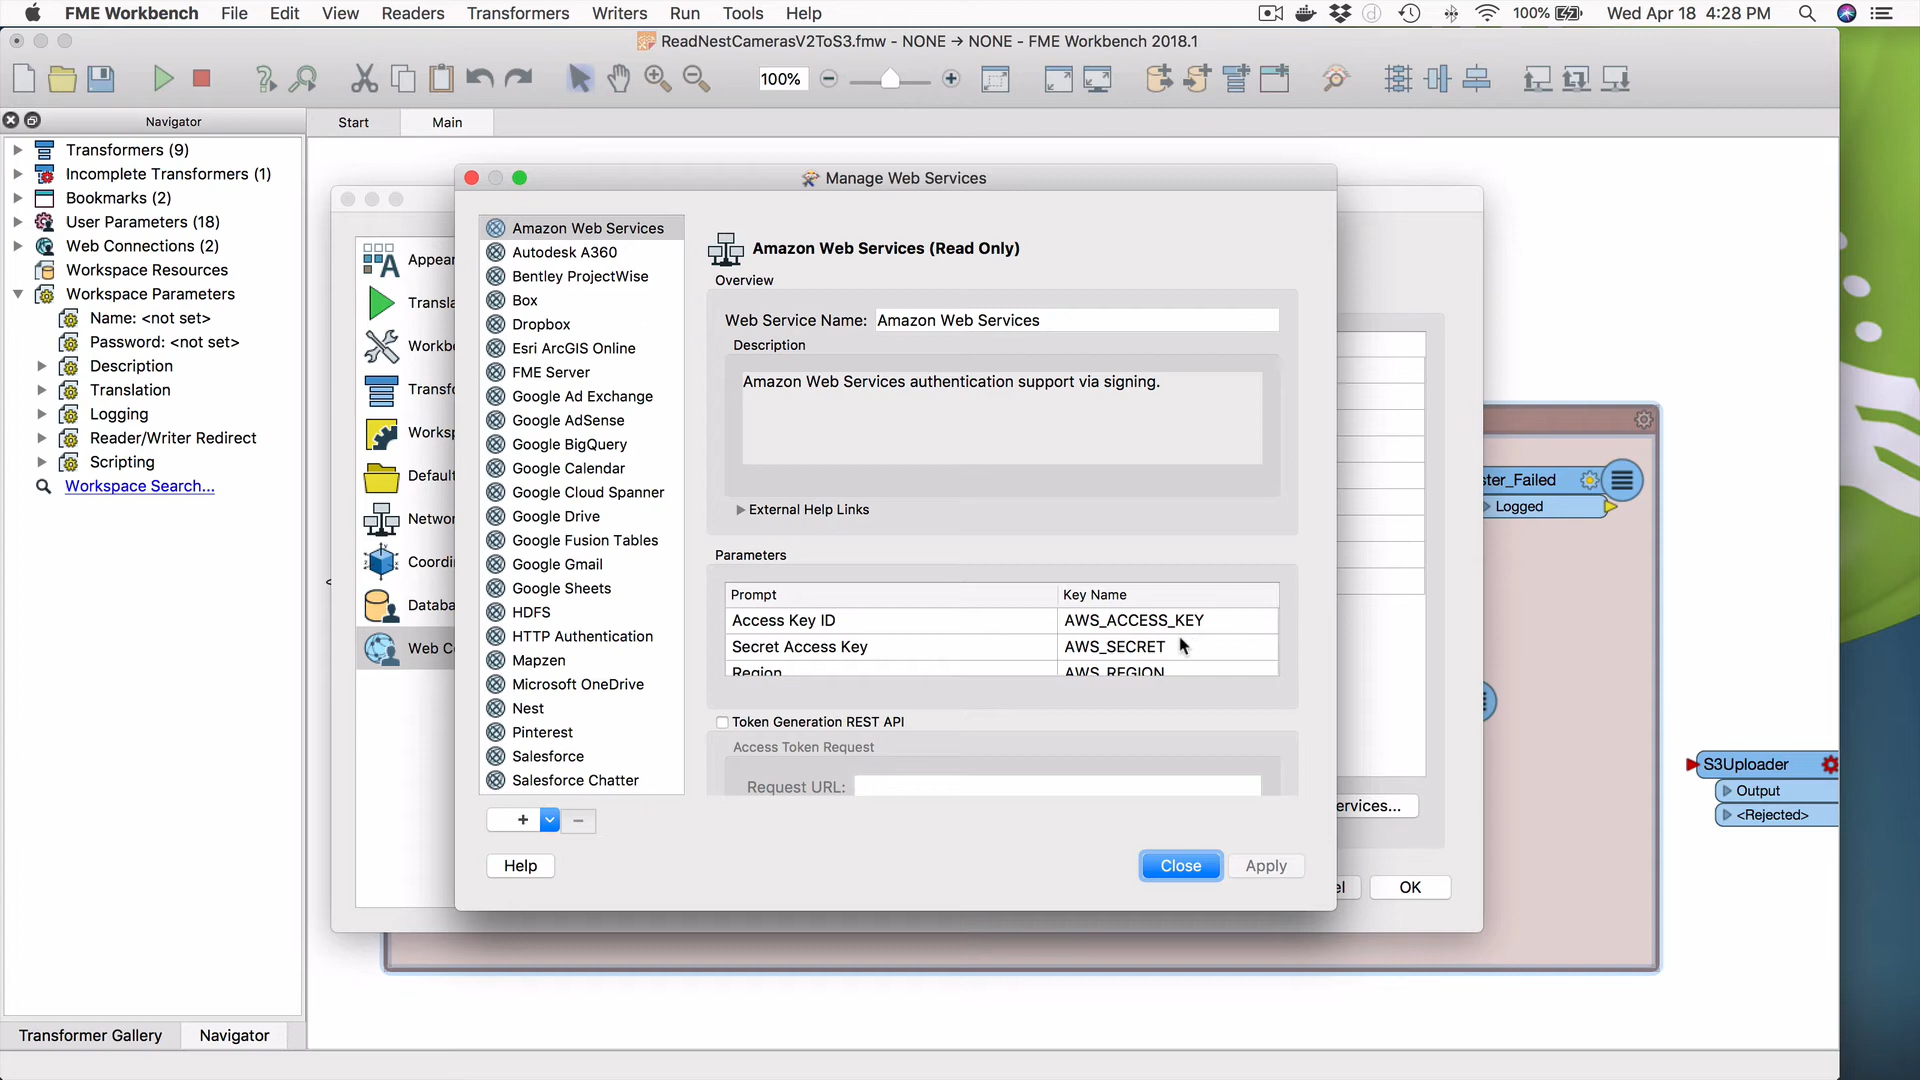 FME Workbench File Edit View Readers Transformers Writers Run Tools Help 100% Wed Apr 18 4:28 PM
ReadNestCamerasV2ToS3.fmw - NONE → NONE - FME Workbench 2018.1
100%
Navigator
Start
Main
Transformers (9)
Incomplete Transformers (1)
Bookmarks (2)
User Parameters (18)
Web Connections (2)
Workspace Resources
Workspace Parameters
Name: <not set>
Password: <not set>
Description
Translation
Logging
Reader/Writer Redirect
Scripting
Workspace Search...
Transformer Gallery
Navigator
Appear
Transla
Workb
Transfo
Worksp
Default
Networ
Coordin
Databa
Web C
Manage Web Services
Amazon Web Services
Autodesk A360
Bentley ProjectWise
Box
Dropbox
Esri ArcGIS Online
FME Server
Google Ad Exchange
Google AdSense
Google BigQuery
Google Calendar
Google Cloud Spanner
Google Drive
Google Fusion Tables
Google Gmail
Google Sheets
HDFS
HTTP Authentication
Mapzen
Microsoft OneDrive
Nest
Pinterest
Salesforce
Salesforce Chatter
+
−
Help
Amazon Web Services (Read Only)
Overview
Web Service Name: Amazon Web Services
Description
Amazon Web Services authentication support via signing.
External Help Links
Parameters
Prompt Key Name
Access Key ID AWS_ACCESS_KEY
Secret Access Key AWS_SECRET
Region AWS_REGION
Token Generation REST API
Access Token Request
Request URL:
Close
Apply
ervices...
el
OK
ster_Failed
Logged
S3Uploader
Output
<Rejected>